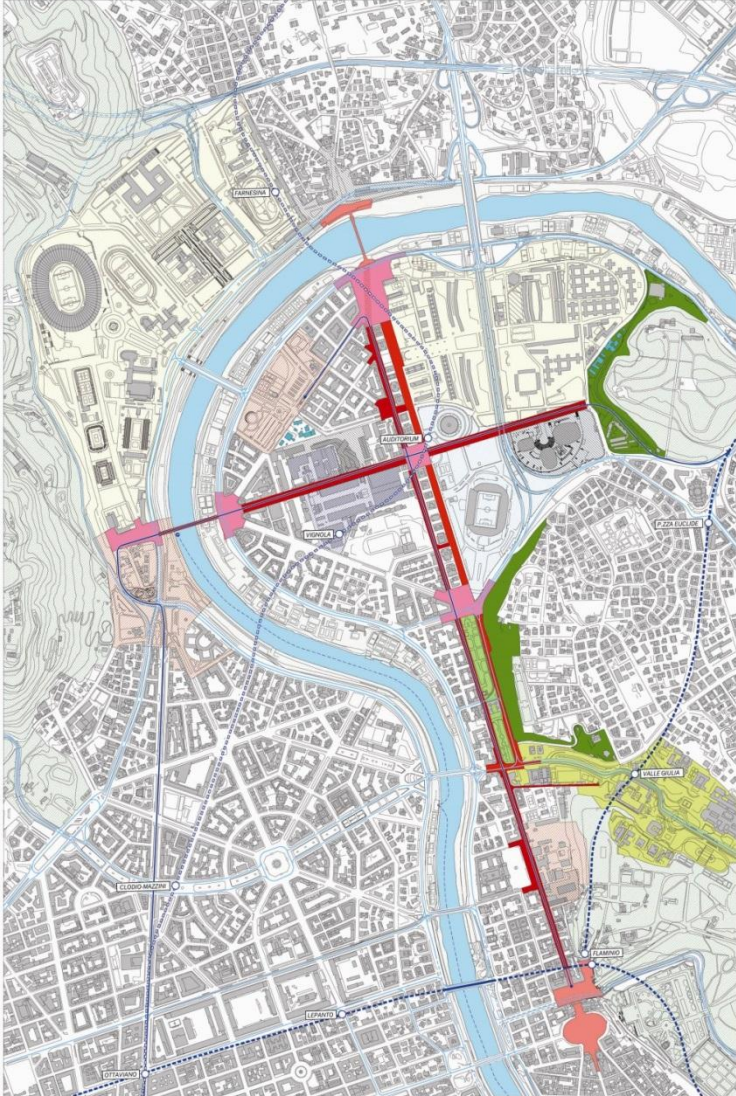 FARNESINA
AUDITORIUM
VIGNOLA
P.ZZA EUCLIDE
VALLE GIULIA
CLODIO-MAZZINI
FLAMINIO
LEPANTO
OTTAVIANO